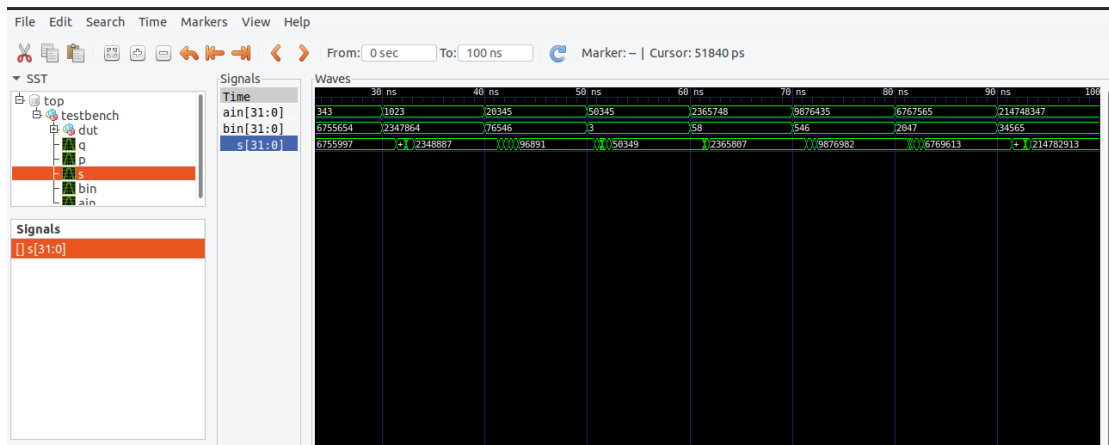 File Edit Search Time Markers View Help
From: 0 sec To: 100 ns Marker: -- | Cursor: 51840 ps
SST
top
testbench
dut
q
p
s
bin
ain
Signals
[] s[31:0]
Signals
Time
ain[31:0]
bin[31:0]
s[31:0]
Waves
30 ns 40 ns 50 ns 60 ns 70 ns 80 ns 90 ns 100
343 1023 20345 50345 2365748 9876435 6767565 214748347
6755654 2347864 76546 3 58 546 2047 34565
6755997 + 2348887 96891 50349 2365807 9876982 6769613 + 214782913